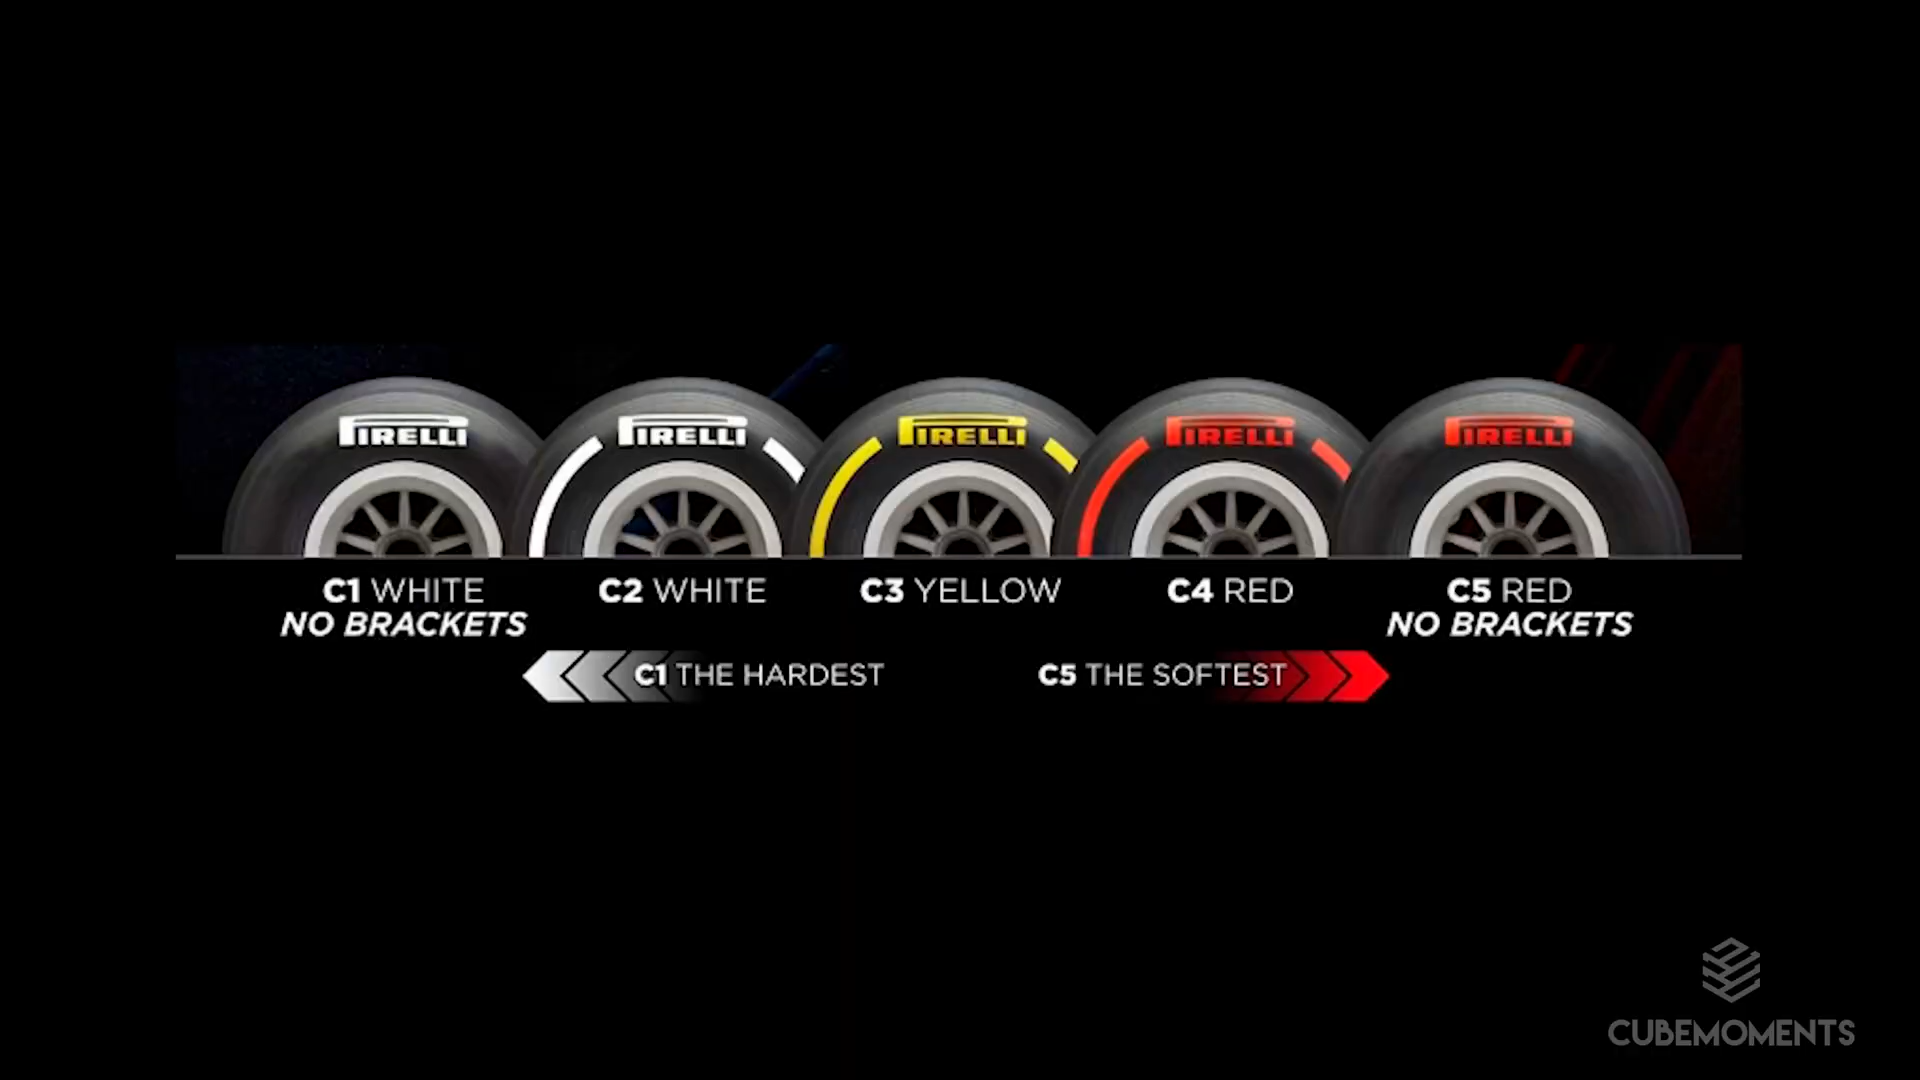 PIRELLI PIRELLI PIRELLI PIRELLI PIRELLI
C1 WHITE C2 WHITE C3 YELLOW C4 RED C5 RED
NO BRACKETS NO BRACKETS
C1 THE HARDEST C5 THE SOFTEST
CUBEMOMENTS